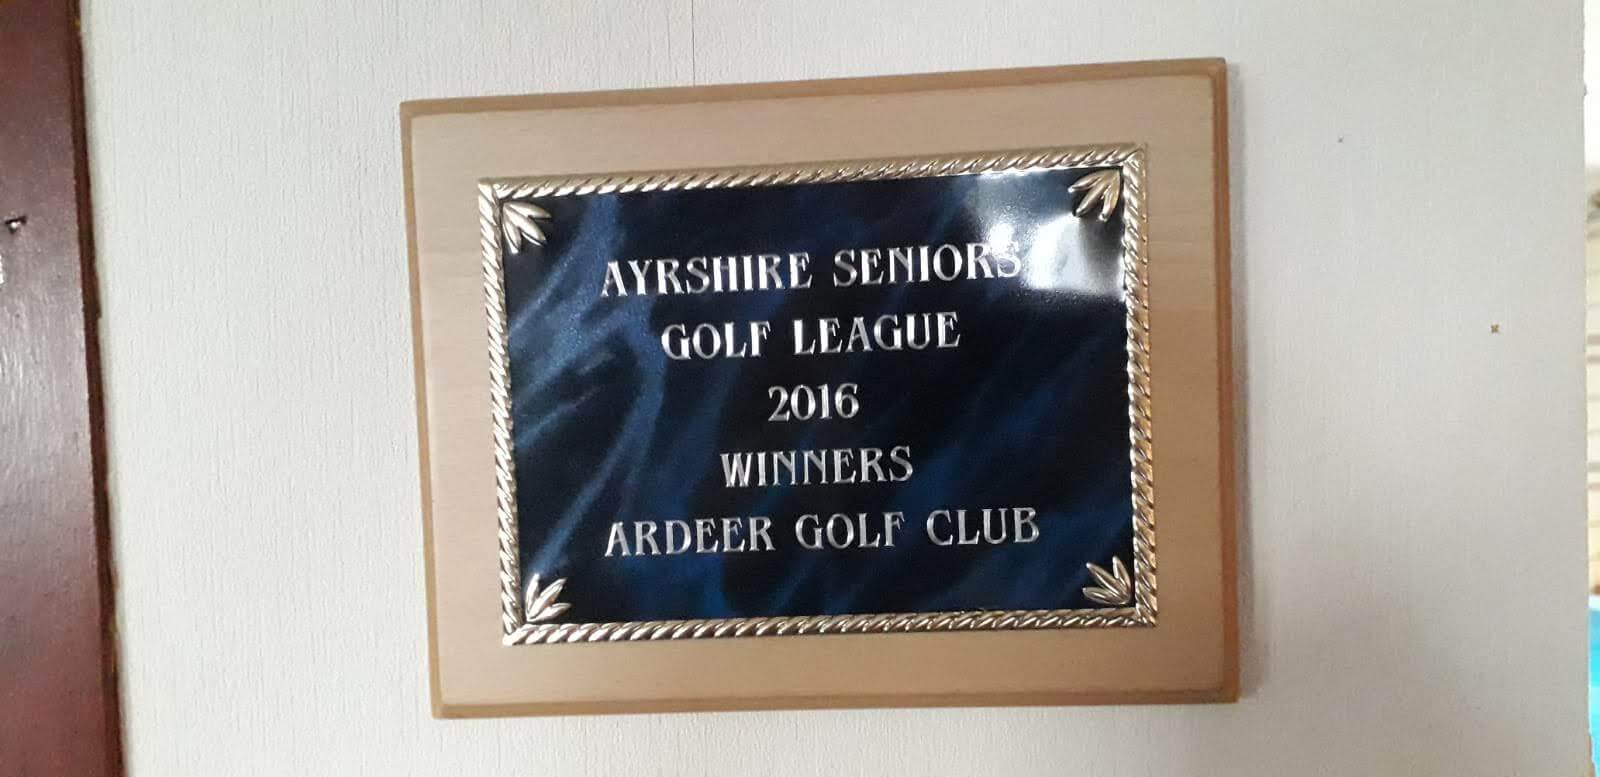 AYRSHIRE SENIORS
GOLF LEAGUE
2016
WINNERS
ARDEER GOLF CLUB